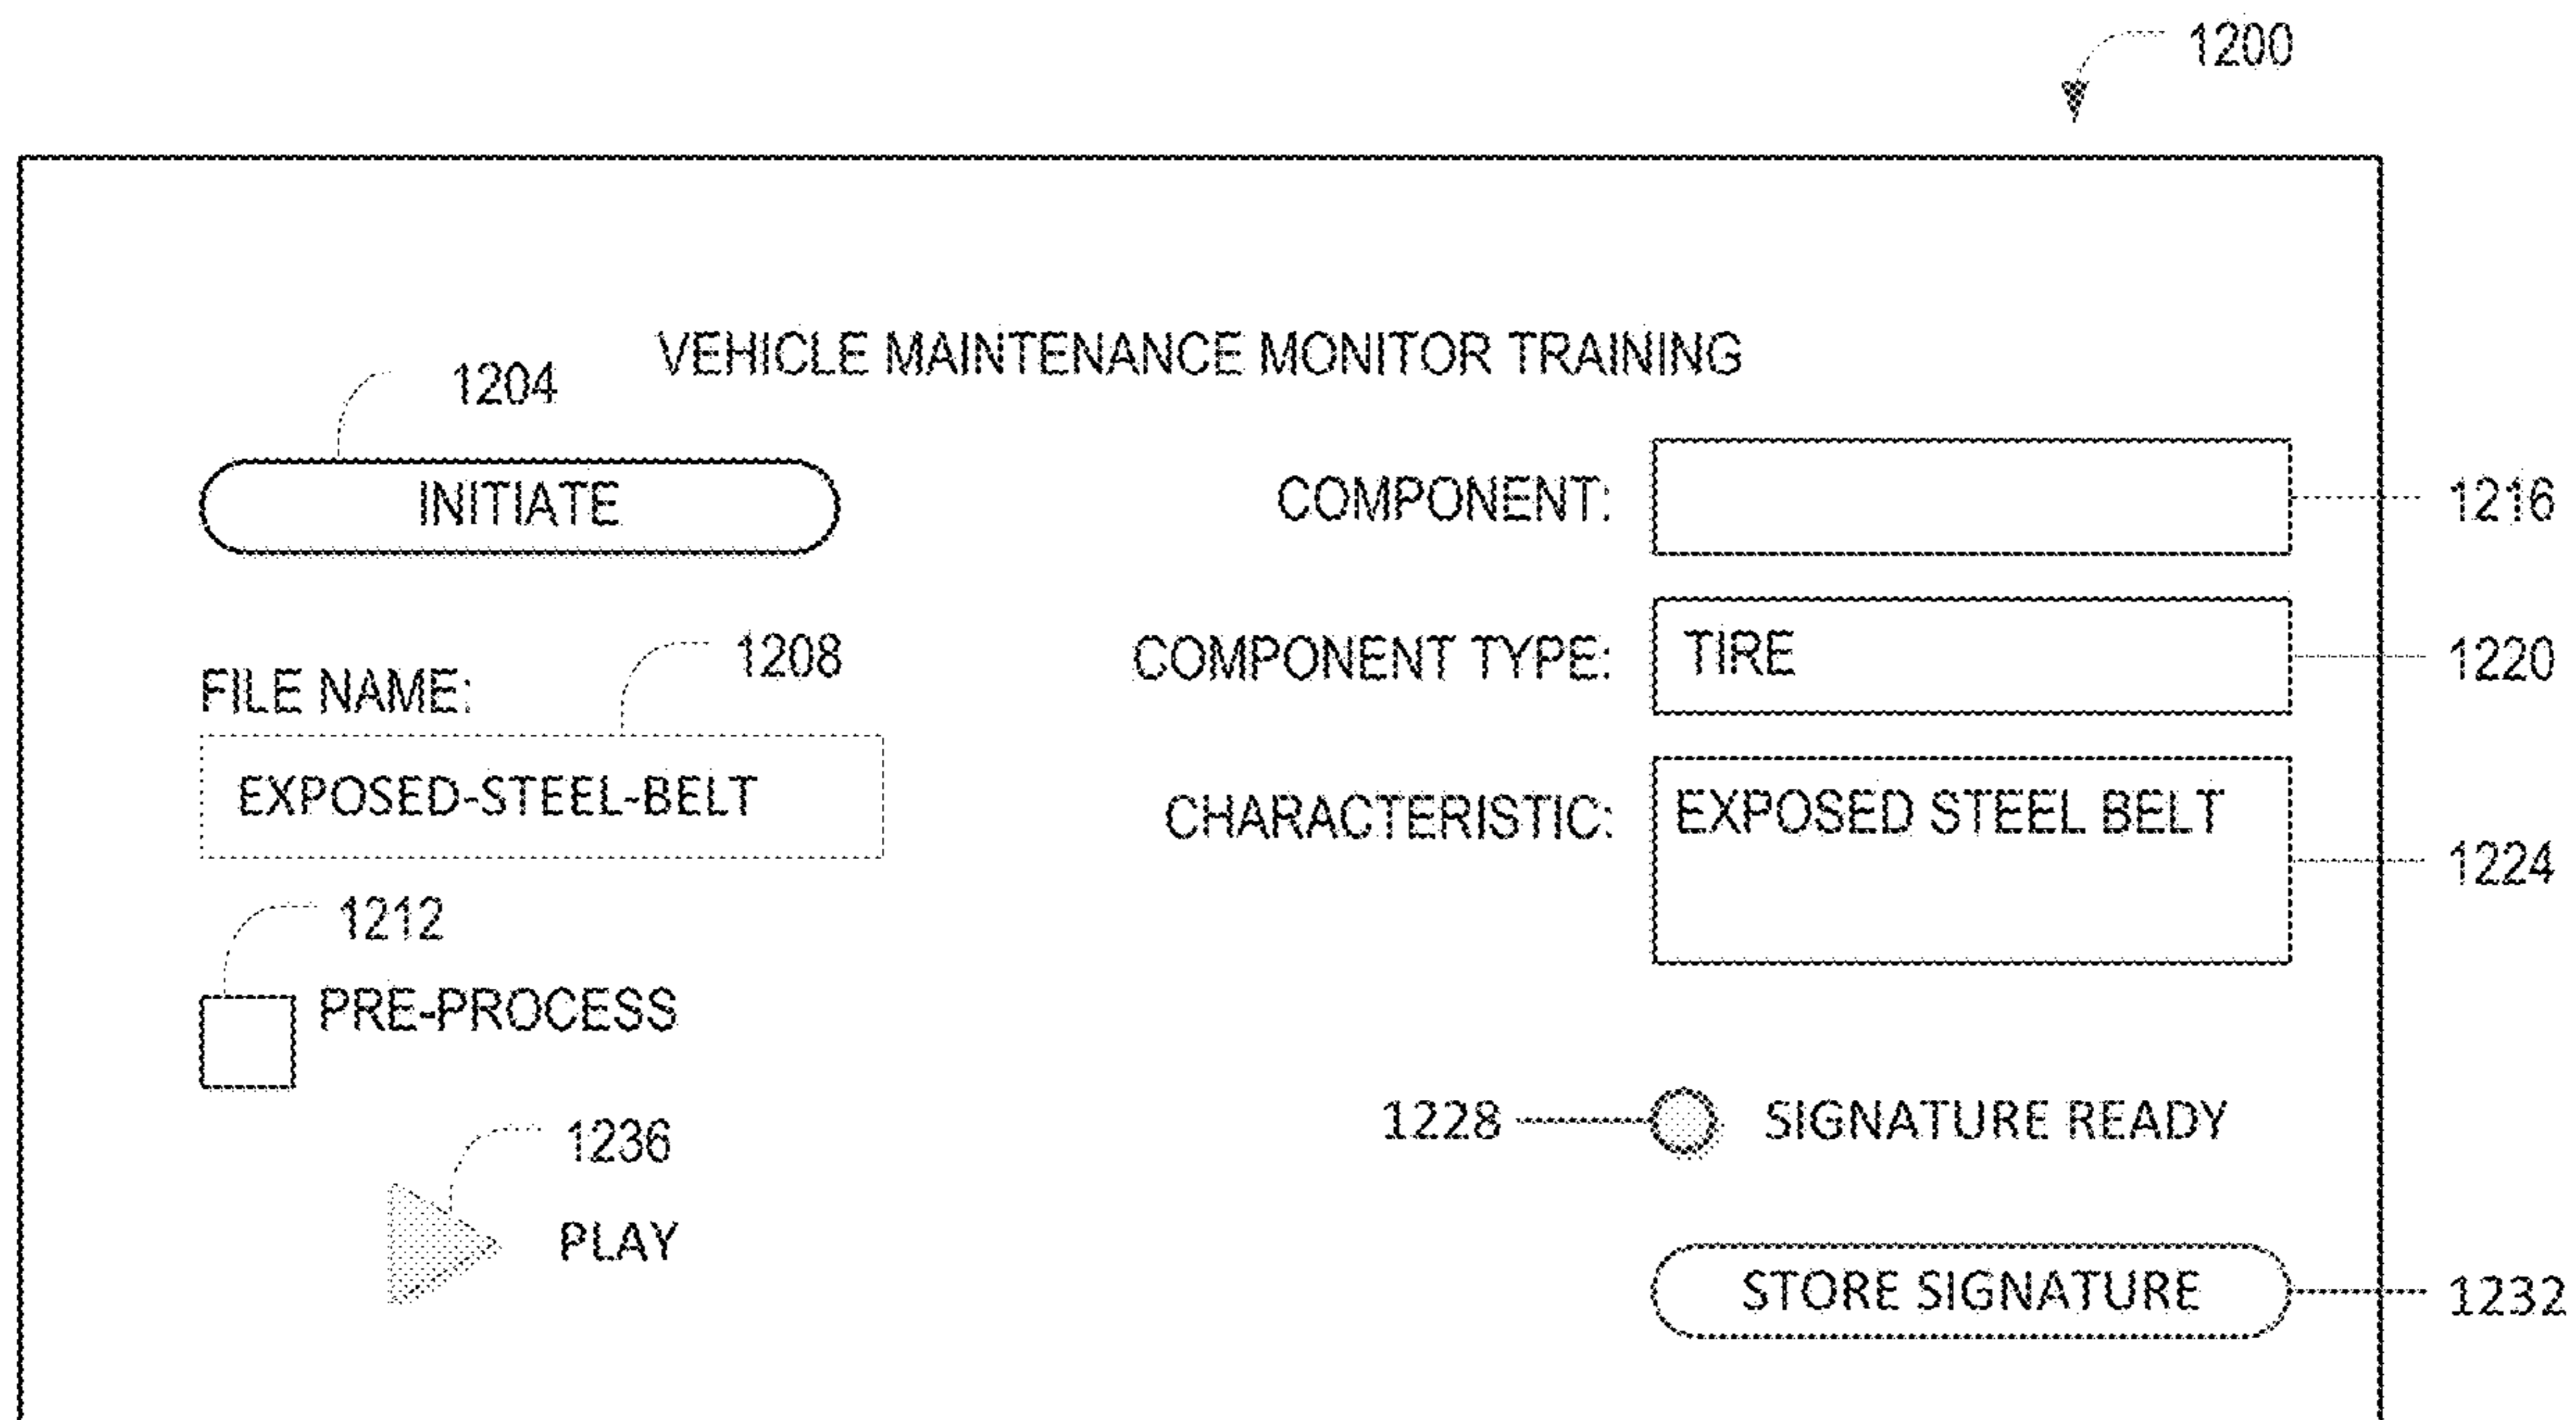 1200
VEHICLE MAINTENANCE MONITOR TRAINING
1204
INITIATE
FILE NAME:
1208
EXPOSED-STEEL-BELT
1212
PRE-PROCESS
1236
PLAY
COMPONENT:
1216
COMPONENT TYPE:
TIRE
1220
CHARACTERISTIC:
EXPOSED STEEL BELT
1224
1228
SIGNATURE READY
STORE SIGNATURE
1232